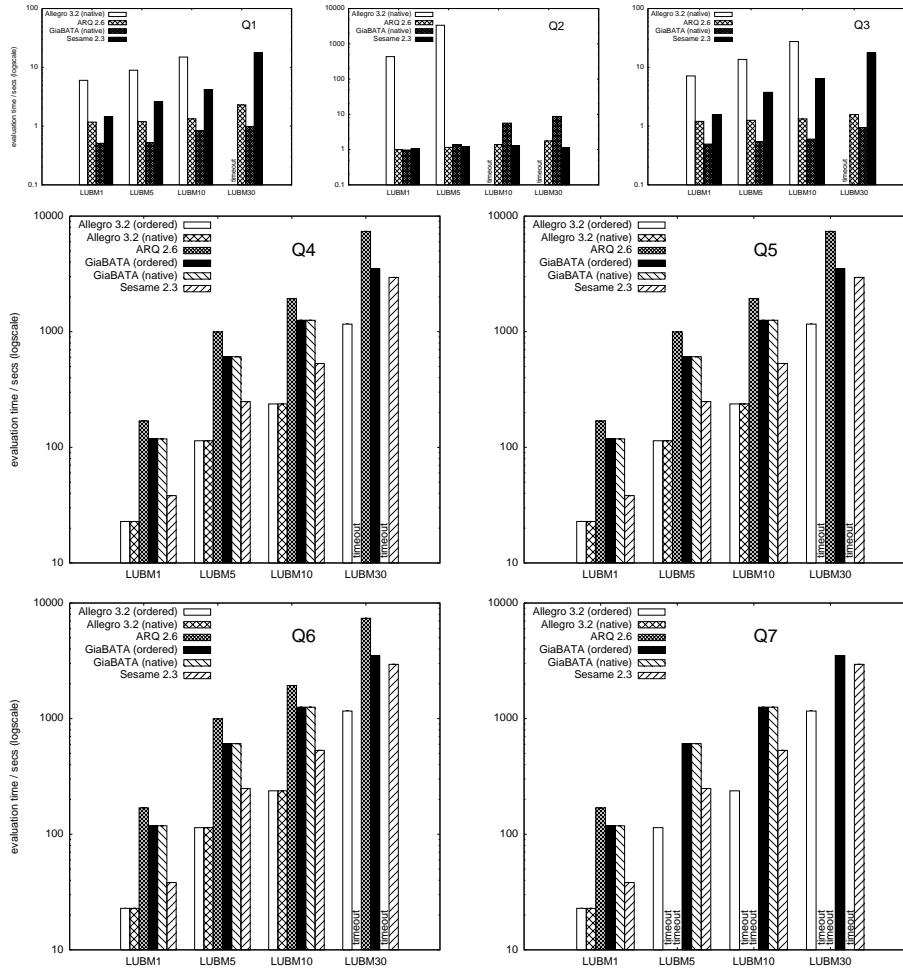 Q1
Allegro 3.2 (native)
ARQ 2.6
GiaBATA (native)
Sesame 2.3
evaluation time / secs (logscale)
100
10
1
0.1
timeout
LUBM1 LUBM5 LUBM10 LUBM30
Q2
Allegro 3.2 (native)
ARQ 2.6
GiaBATA (native)
Sesame 2.3
10000
1000
100
10
1
0.1
timeout timeout
LUBM1 LUBM5 LUBM10 LUBM30
Q3
Allegro 3.2 (native)
ARQ 2.6
GiaBATA (native)
Sesame 2.3
100
10
1
0.1
timeout
LUBM1 LUBM5 LUBM10 LUBM30
Q4
Allegro 3.2 (ordered)
Allegro 3.2 (native)
ARQ 2.6
GiaBATA (ordered)
GiaBATA (native)
Sesame 2.3
evaluation time / secs (logscale)
10000
1000
100
10
timeout timeout
LUBM1 LUBM5 LUBM10 LUBM30
Q5
Allegro 3.2 (ordered)
Allegro 3.2 (native)
ARQ 2.6
GiaBATA (ordered)
GiaBATA (native)
Sesame 2.3
10000
1000
100
10
timeout timeout
LUBM1 LUBM5 LUBM10 LUBM30
Q6
Allegro 3.2 (ordered)
Allegro 3.2 (native)
ARQ 2.6
GiaBATA (ordered)
GiaBATA (native)
Sesame 2.3
evaluation time / secs (logscale)
10000
1000
100
10
timeout timeout
LUBM1 LUBM5 LUBM10 LUBM30
Q7
Allegro 3.2 (ordered)
Allegro 3.2 (native)
ARQ 2.6
GiaBATA (ordered)
GiaBATA (native)
Sesame 2.3
10000
1000
100
10
timeout timeout timeout timeout timeout timeout timeout
LUBM1 LUBM5 LUBM10 LUBM30